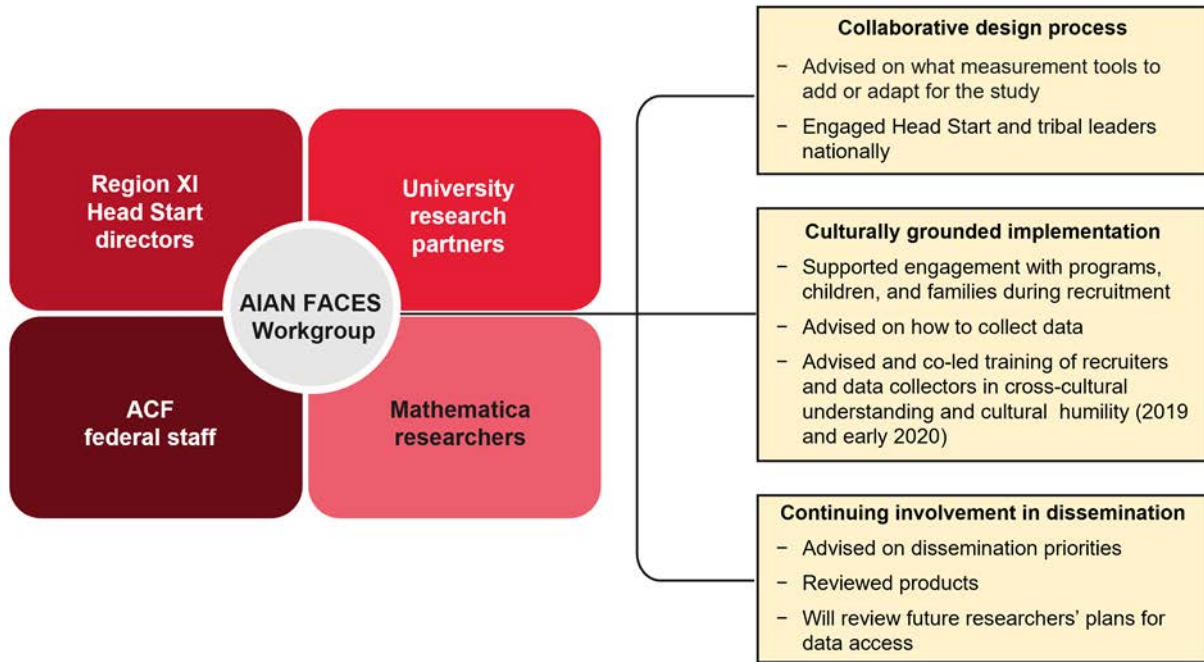 Region XI
Head Start
directors
University
research
partners
AIAN FACES
Workgroup
ACF
federal staff
Mathematica
researchers
Collaborative design process
− Advised on what measurement tools to
add or adapt for the study
− Engaged Head Start and tribal leaders
nationally
Culturally grounded implementation
− Supported engagement with programs,
children, and families during recruitment
− Advised on how to collect data
− Advised and co-led training of recruiters
and data collectors in cross-cultural
understanding and cultural humility (2019
and early 2020)
Continuing involvement in dissemination
− Advised on dissemination priorities
− Reviewed products
− Will review future researchers’ plans for
data access